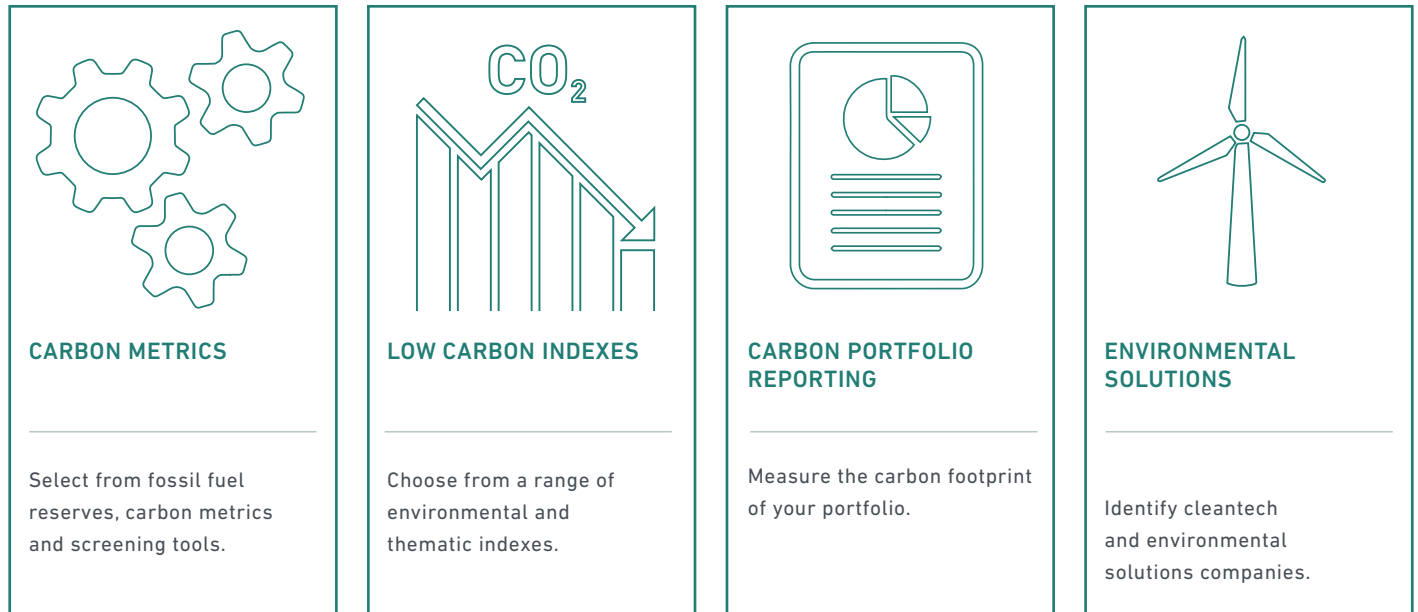 CO2
CARBON METRICS
Select from fossil fuel
reserves, carbon metrics
and screening tools.
LOW CARBON INDEXES
Choose from a range of
environmental and
thematic indexes.
CARBON PORTFOLIO
REPORTING
Measure the carbon footprint
of your portfolio.
ENVIRONMENTAL
SOLUTIONS
Identify cleantech
and environmental
solutions companies.